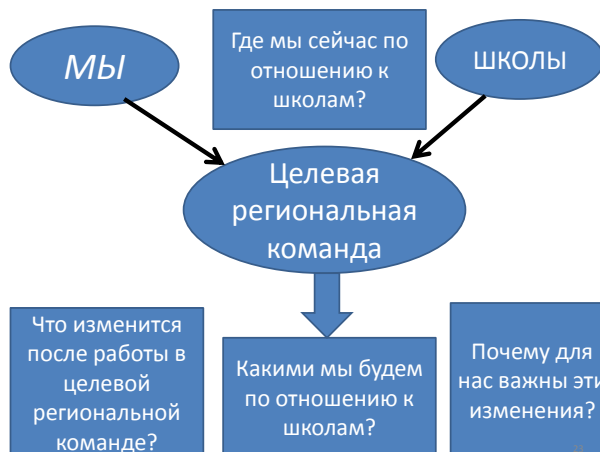 МЫ
Где мы сейчас по
отношению к
школам?
ШКОЛЫ
Целевая
региональная
команда
Что изменится
после работы в
целевой
региональной
команде?
Какими мы будем
по отношению к
школам?
Почему для
нас важны эти
изменения?
22